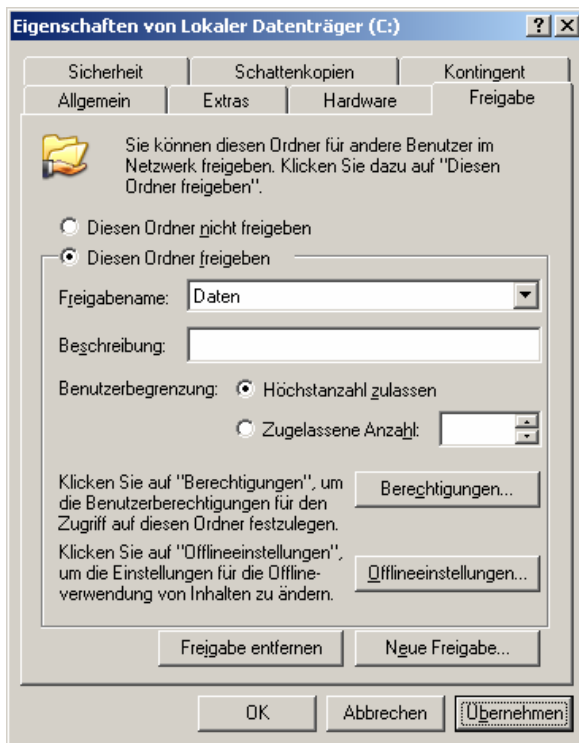 Eigenschaften von Lokaler Datenträger (C:)
Sicherheit Schattenkopien Kontingent
Allgemein Extras Hardware Freigabe
Sie können diesen Ordner für andere Benutzer im
Netzwerk freigeben. Klicken Sie dazu auf "Diesen
Ordner freigeben".
Diesen Ordner nicht freigeben
Diesen Ordner freigeben
Freigabename: Daten
Beschreibung:
Benutzerbegrenzung: Höchstanzahl zulassen
Zugelassene Anzahl:
Klicken Sie auf "Berechtigungen", um
die Benutzerberechtigungen für den
Zugriff auf diesen Ordner festzulegen.
Berechtigungen...
Klicken Sie auf "Offlineeinstellungen",
um die Einstellungen für die Offline-
verwendung von Inhalten zu ändern.
Offlineeinstellungen...
Freigabe entfernen Neue Freigabe...
OK Abbrechen Übernehmen